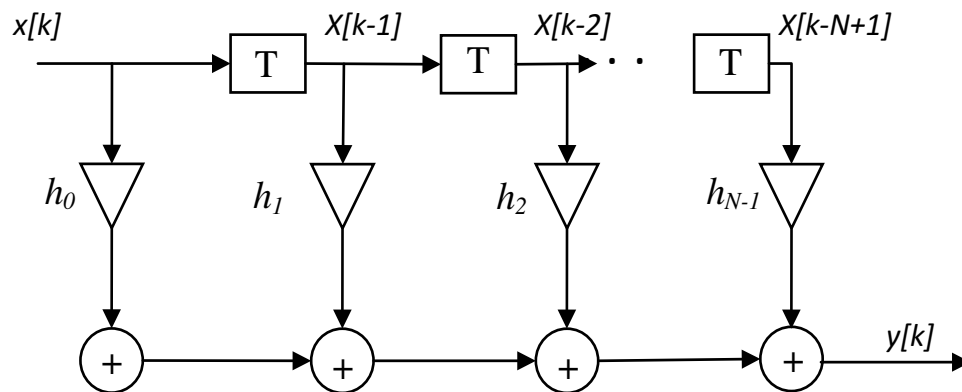 x[k] X[k-1] X[k-2] X[k-N+1]
T T · · T
h0 h1 h2 hN-1
+ + + + y[k]